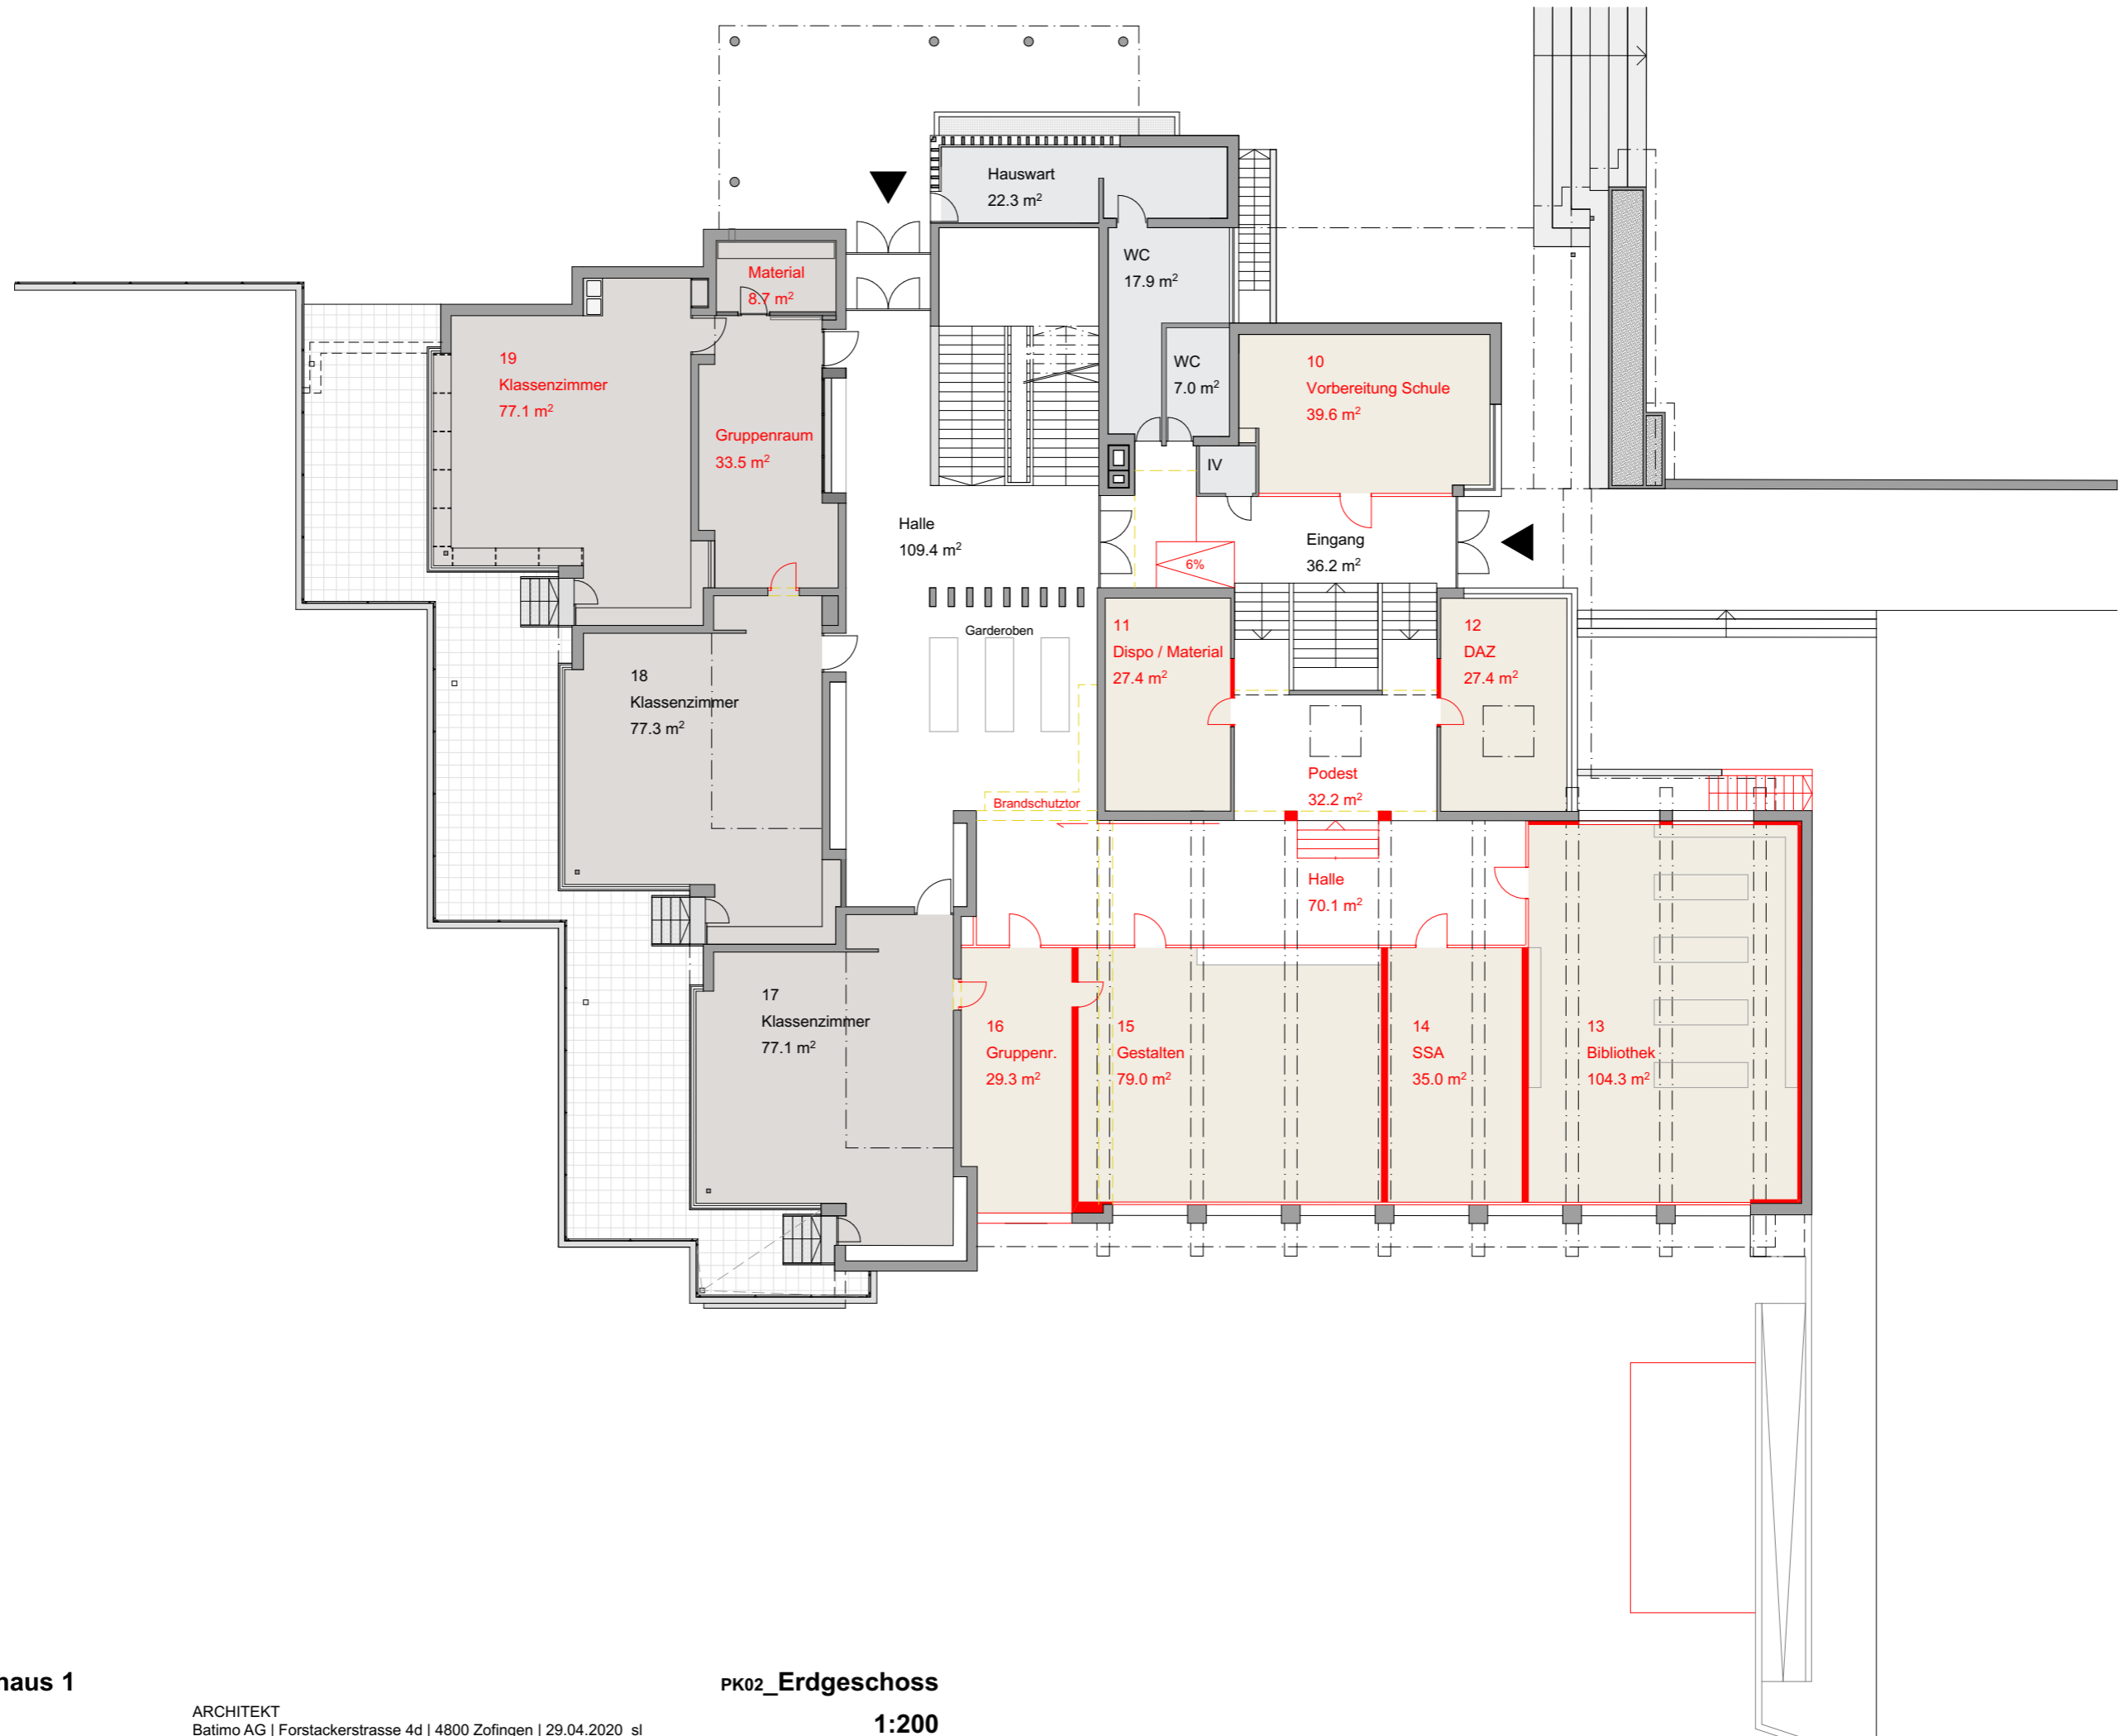 Hauswart
22.3 m²
WC
17.9 m²
Material
8.7 m²
19
Klassenzimmer
77.1 m²
WC
7.0 m²
10
Vorbereitung Schule
39.6 m²
Gruppenraum
33.5 m²
IV
Halle
109.4 m²
Eingang
36.2 m²
6%
Garderoben
11
Dispo / Material
27.4 m²
12
DAZ
27.4 m²
18
Klassenzimmer
77.3 m²
Podest
32.2 m²
Brandschutztor
Halle
70.1 m²
17
Klassenzimmer
77.1 m²
16
Gruppenr.
29.3 m²
15
Gestalten
79.0 m²
14
SSA
35.0 m²
13
Bibliothek
104.3 m²
haus 1
PK02_Erdgeschoss
ARCHITEKT
Batimo AG | Forstackerstrasse 4d | 4800 Zofingen | 29.04.2020_sl
1:200